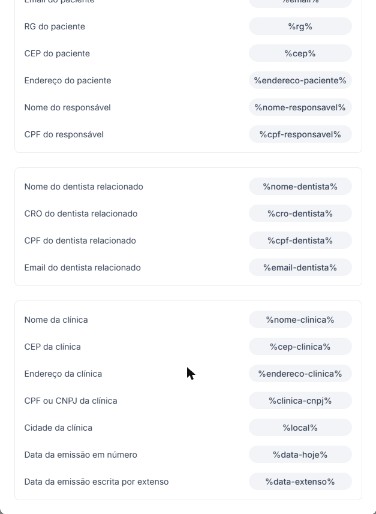 Email do paciente %email%
RG do paciente %rg%
CEP do paciente %cep%
Endereço do paciente %endereco-paciente%
Nome do responsável %nome-responsavel%
CPF do responsável %cpf-responsavel%
Nome do dentista relacionado %nome-dentista%
CRO do dentista relacionado %cro-dentista%
CPF do dentista relacionado %cpf-dentista%
Email do dentista relacionado %email-dentista%
Nome da clínica %nome-clinica%
CEP da clínica %cep-clinica%
Endereço da clínica %endereco-clinica%
CPF ou CNPJ da clínica %clinica-cnpj%
Cidade da clínica %local%
Data da emissão em número %data-hoje%
Data da emissão escrita por extenso %data-extenso%